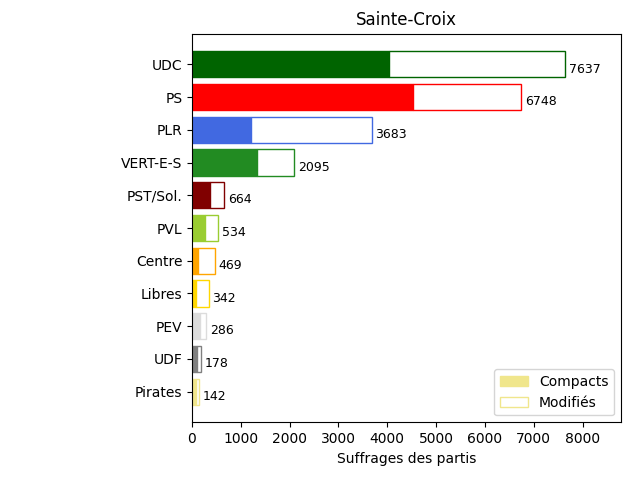 Sainte-Croix
UDC 7637
PS 6748
PLR 3683
VERT-E-S 2095
PST/Sol. 664
PVL 534
Centre 469
Libres 342
PEV 286
UDF 178
Pirates 142
Compacts
Modifiés
0 1000 2000 3000 4000 5000 6000 7000 8000
Suffrages des partis